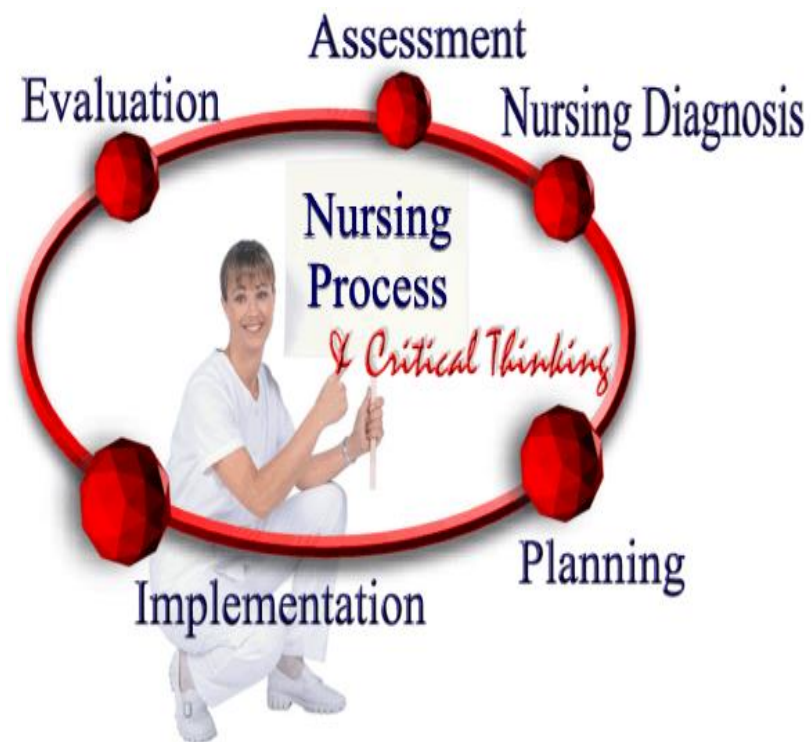 Assessment
Evaluation
Nursing Diagnosis
Nursing
Process
& Critical Thinking
Planning
Implementation